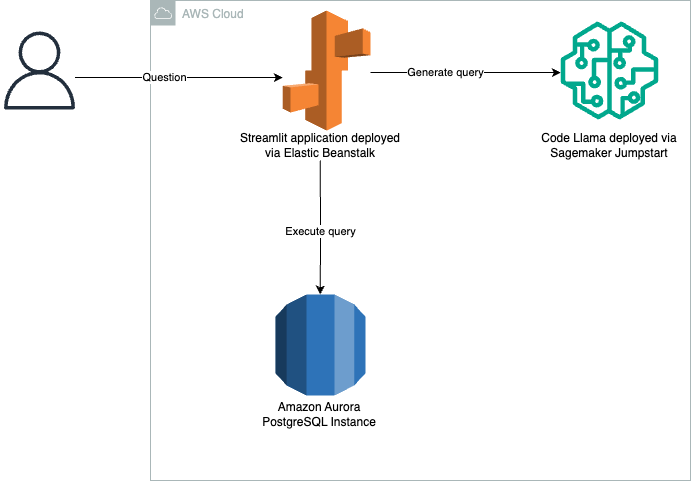 AWS Cloud
Question
Generate query
Streamlit application deployed
via Elastic Beanstalk
Code Llama deployed via
Sagemaker Jumpstart
Execute query
Amazon Aurora
PostgreSQL Instance